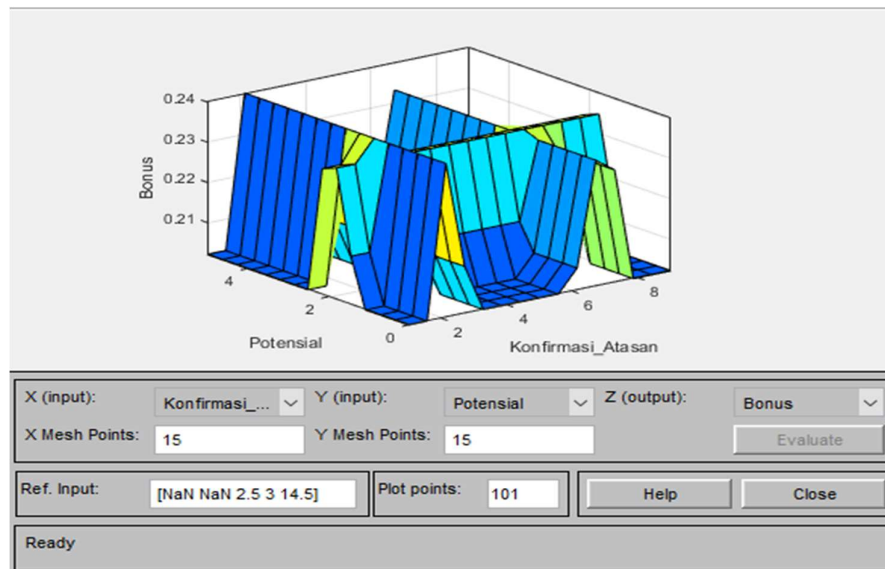 0.24
0.23
0.22
0.21
Bonus
4
2
0
Potensial
2
4
6
8
Konfirmasi_Atasan
X (input): Konfirmasi_... Y (input): Potensial Z (output): Bonus
X Mesh Points: 15 Y Mesh Points: 15 Evaluate
Ref. Input: [NaN NaN 2.5 3 14.5] Plot points: 101 Help Close
Ready